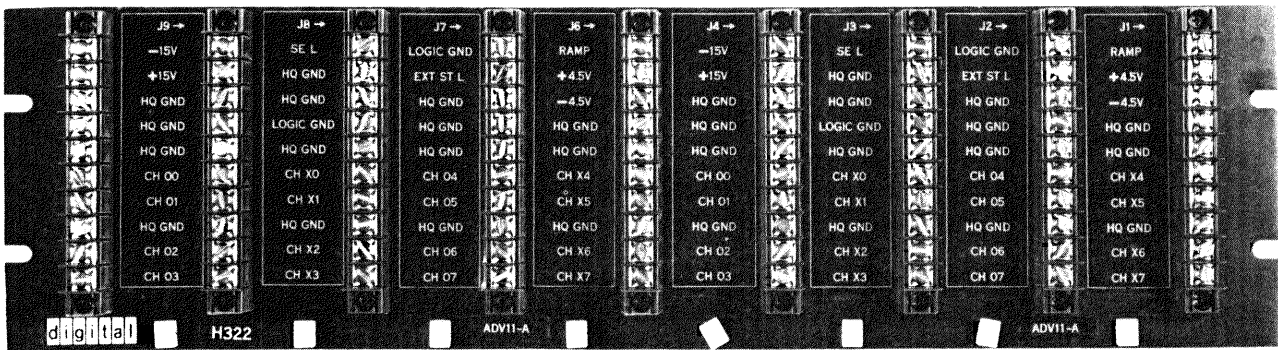 J9→
−15V
+15V
HQ GND
HQ GND
HQ GND
CH 00
CH 01
HQ GND
CH 02
CH 03
J8→
SE L
HQ GND
HQ GND
LOGIC GND
HQ GND
CH X0
CH X1
HQ GND
CH X2
CH X3
J7→
LOGIC GND
EXT ST L
HQ GND
HQ GND
HQ GND
CH 04
CH 05
HQ GND
CH 06
CH 07
J6→
RAMP
+4.5V
−4.5V
HQ GND
HQ GND
CH X4
CH X5
HQ GND
CH X6
CH X7
J4→
−15V
+15V
HQ GND
HQ GND
HQ GND
CH 00
CH 01
HQ GND
CH 02
CH 03
J3→
SE L
HQ GND
HQ GND
LOGIC GND
HQ GND
CH X0
CH X1
HQ GND
CH X2
CH X3
J2→
LOGIC GND
EXT ST L
HQ GND
HQ GND
HQ GND
CH 04
CH 05
HQ GND
CH 06
CH 07
J1→
RAMP
+4.5V
−4.5V
HQ GND
HQ GND
CH X4
CH X5
HQ GND
CH X6
CH X7
digital
H322
ADV11-A
ADV11-A